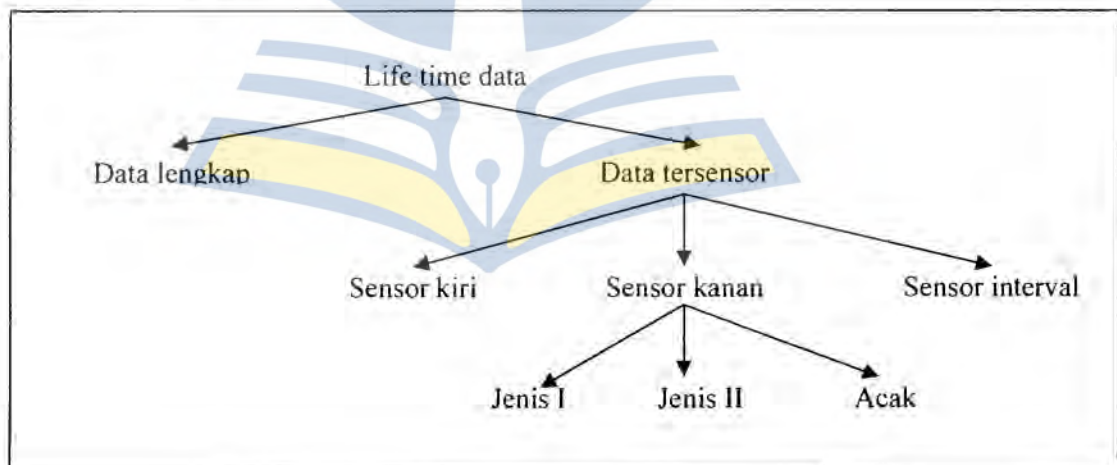 Life time data
Data lengkap Data tersensor
Sensor kiri Sensor kanan Sensor interval
Jenis I Jenis II Acak